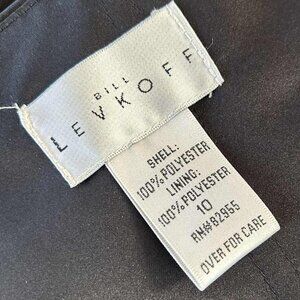 BILL
LEVKOFF
SHELL:
100% POLYESTER
LINING:
100% POLYESTER
10
RN#82955
OVER FOR CARE